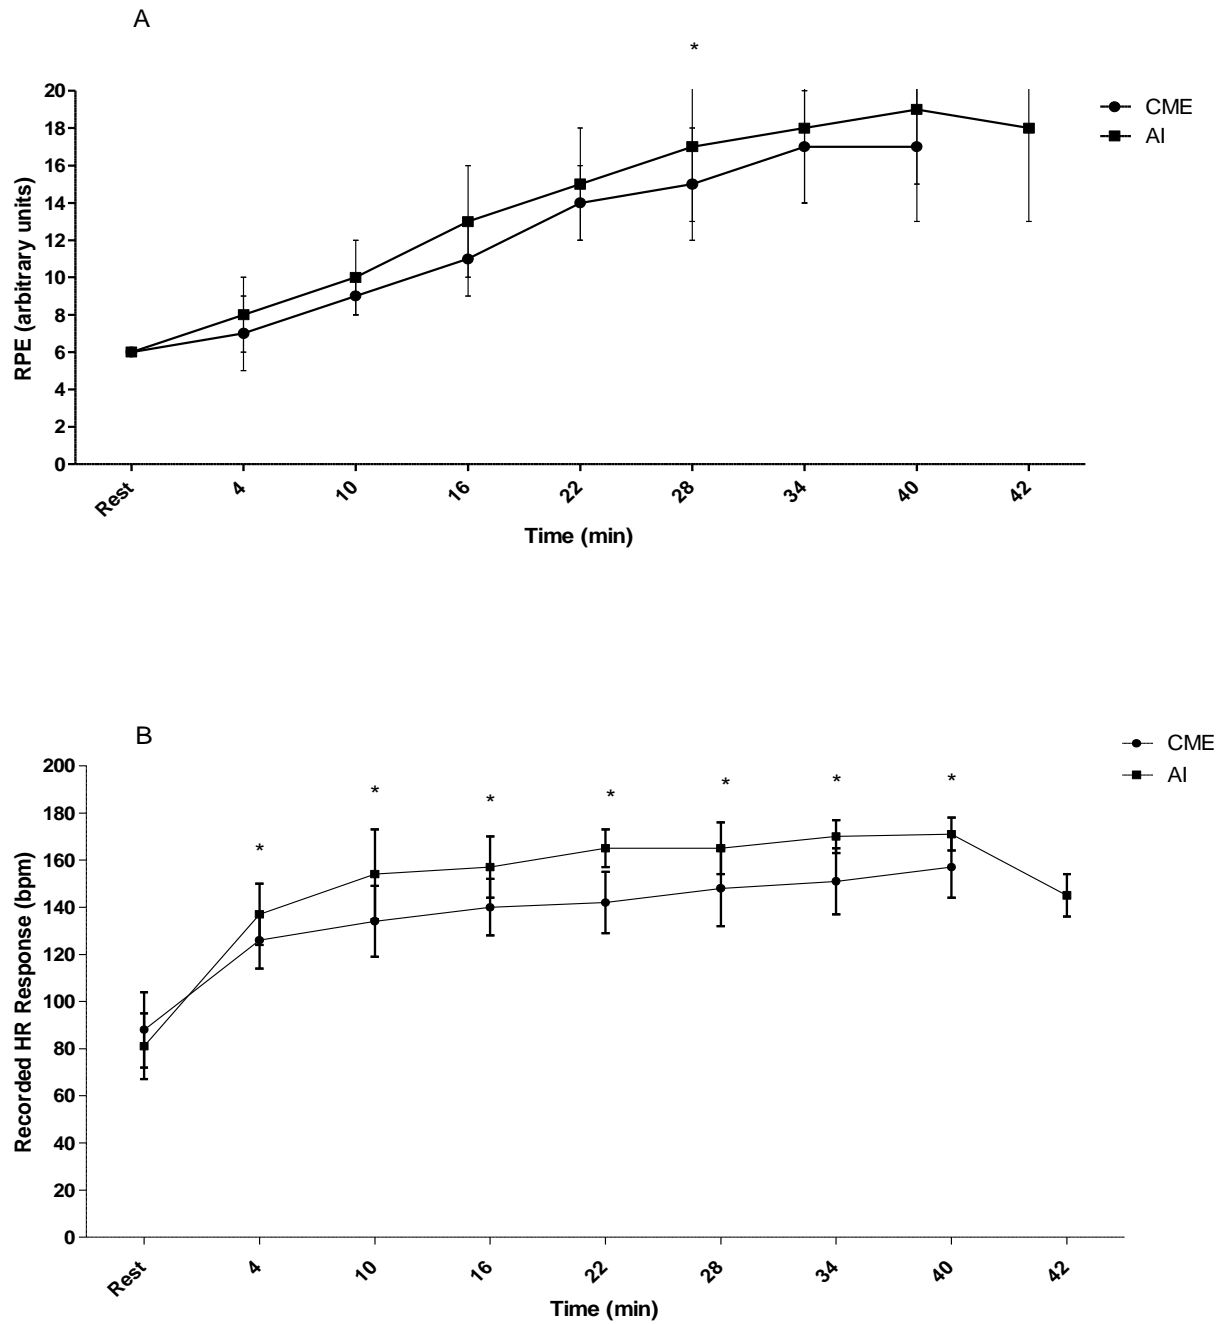 A
*
20
18
16
14
12
10
8
6
4
2
0
RPE (arbitrary units)
CME
AI
Rest 4 10 16 22 28 34 40 42
Time (min)
B
CME
AI
200
180
160
140
120
100
80
60
40
20
0
Recorded HR Response (bpm)
* * * * * * *
Rest 4 10 16 22 28 34 40 42
Time (min)